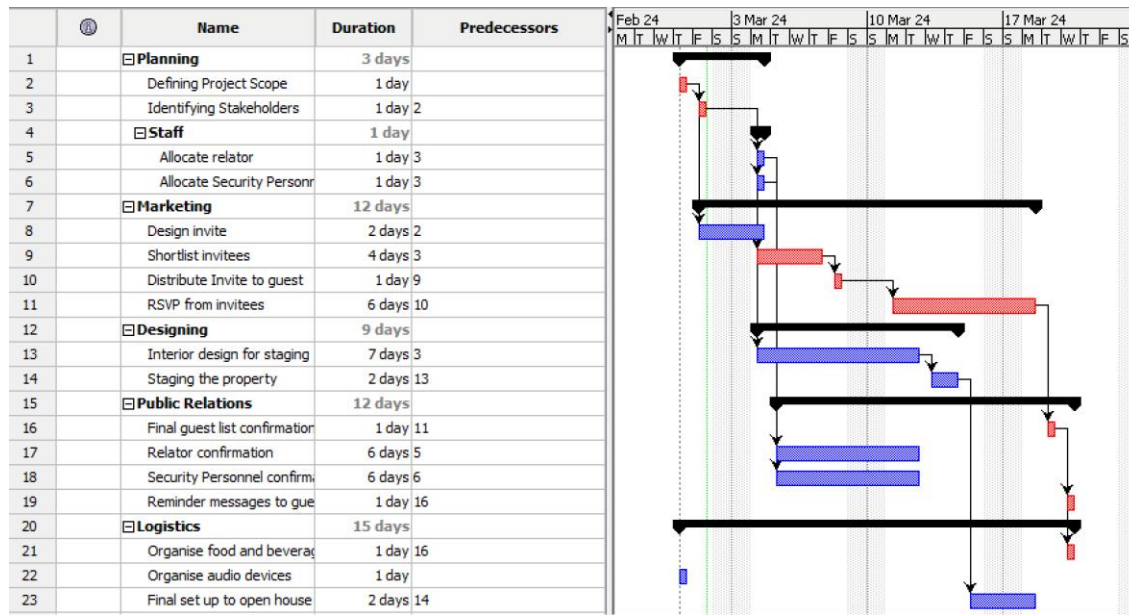 Name Duration Predecessors Feb 24 3 Mar 24 10 Mar 24 17 Mar 24
M T W T F S S M T W T F S S M T W T F S S M T W T F S
1 Planning 3 days
2 Defining Project Scope 1 day
3 Identifying Stakeholders 1 day 2
4 Staff 1 day
5 Allocate relator 1 day 3
6 Allocate Security Personr 1 day 3
7 Marketing 12 days
8 Design invite 2 days 2
9 Shortlist invitees 4 days 3
10 Distribute Invite to guest 1 day 9
11 RSVP from invitees 6 days 10
12 Designing 9 days
13 Interior design for staging 7 days 3
14 Staging the property 2 days 13
15 Public Relations 12 days
16 Final guest list confirmation 1 day 11
17 Relator confirmation 6 days 5
18 Security Personnel confirm 6 days 6
19 Reminder messages to gue 1 day 16
20 Logistics 15 days
21 Organise food and beverag 1 day 16
22 Organise audio devices 1 day
23 Final set up to open house 2 days 14